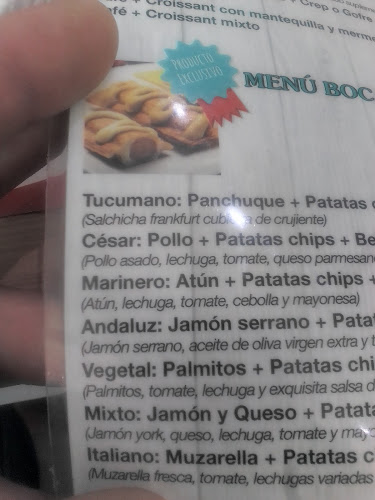 + Croissant con mantequilla y merme
afé + Croissant mixto
y Crep o Gofre
PRODUCTO
EXCLUSIVO
MENÚ BOC
Tucumano: Panchuque + Patatas c
(Salchicha frankfurt cubierta de crujiente)
César: Pollo + Patatas chips + Be
(Pollo asado, lechuga, tomate, queso parmesan
Marinero: Atún + Patatas chips +
(Atún, lechuga, tomate, cebolla y mayonesa)
Andaluz: Jamón serrano + Patat
(Jamón serrano, aceite de oliva virgen extra y t
Vegetal: Palmitos + Patatas chi
(Palmitos, tomate, lechuga y exquisita salsa d
Mixto: Jamón y Queso + Patata
(Jamón york, queso, lechuga, tomate y mayo
Italiano: Muzarella + Patatas c
(Muzarella fresca, tomate, lechugas variadas